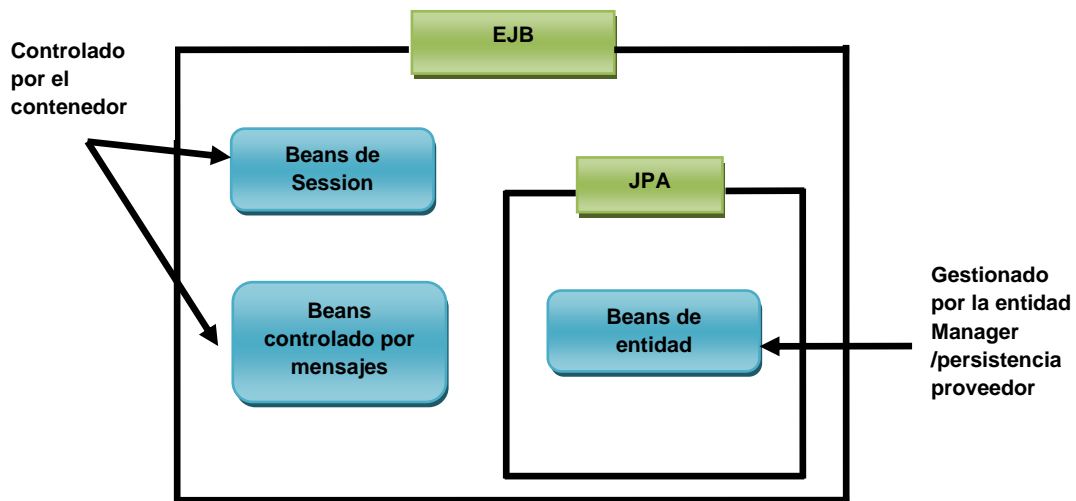 EJB
Controlado
por el
contenedor
Beans de
Session
JPA
Beans
controlado por
mensajes
Beans de
entidad
Gestionado
por la entidad
Manager
/persistencia
proveedor